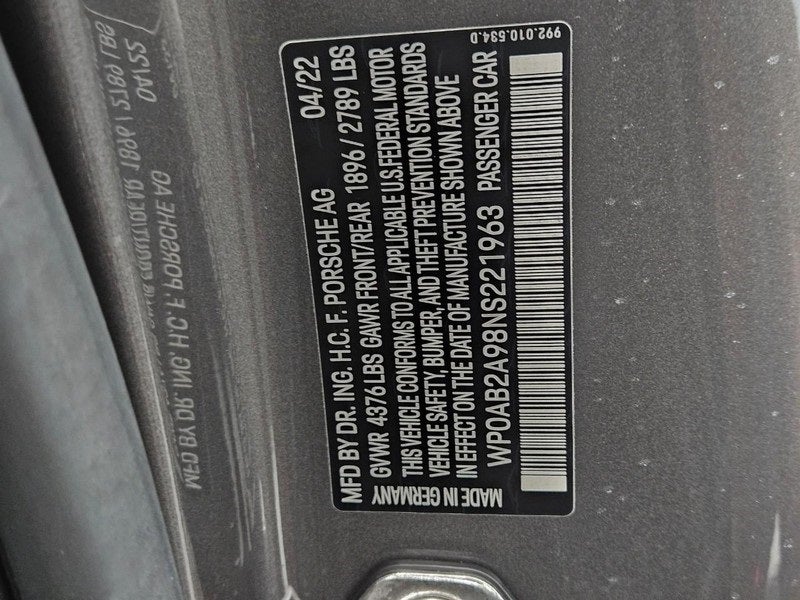 MFD BY DR. ING. H.C. F. PORSCHE AG 04/22
GVWR 4376 LBS GAWR FRONT/REAR 1896 / 2789 LBS
THIS VEHICLE CONFORMS TO ALL APPLICABLE U.S. FEDERAL MOTOR
VEHICLE SAFETY, BUMPER, AND THEFT PREVENTION STANDARDS
IN EFFECT ON THE DATE OF MANUFACTURE SHOWN ABOVE
MADE IN GERMANY
WP0AB2A98NS221963 PASSENGER CAR
992.010.534.D